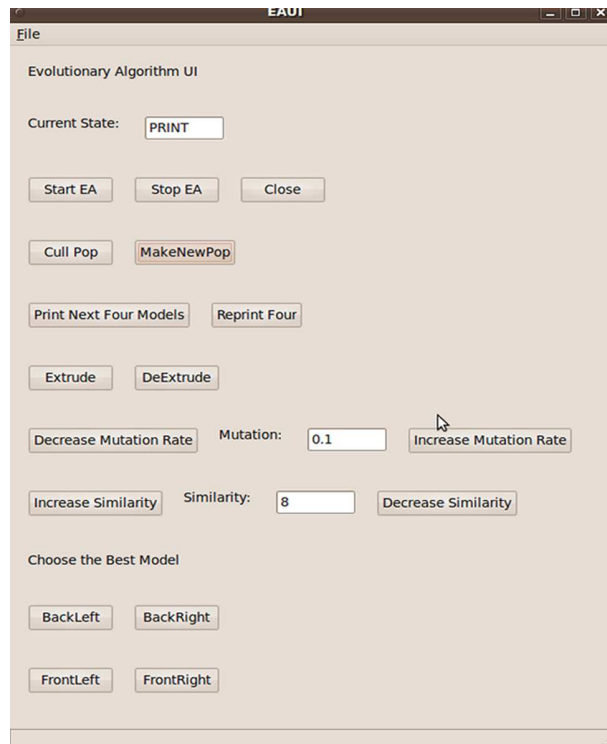 EAUI
File
Evolutionary Algorithm UI
Current State: PRINT
Start EA Stop EA Close
Cull Pop MakeNewPop
Print Next Four Models Reprint Four
Extrude DeExtrude
Decrease Mutation Rate Mutation: 0.1 Increase Mutation Rate
Increase Similarity Similarity: 8 Decrease Similarity
Choose the Best Model
BackLeft BackRight
FrontLeft FrontRight